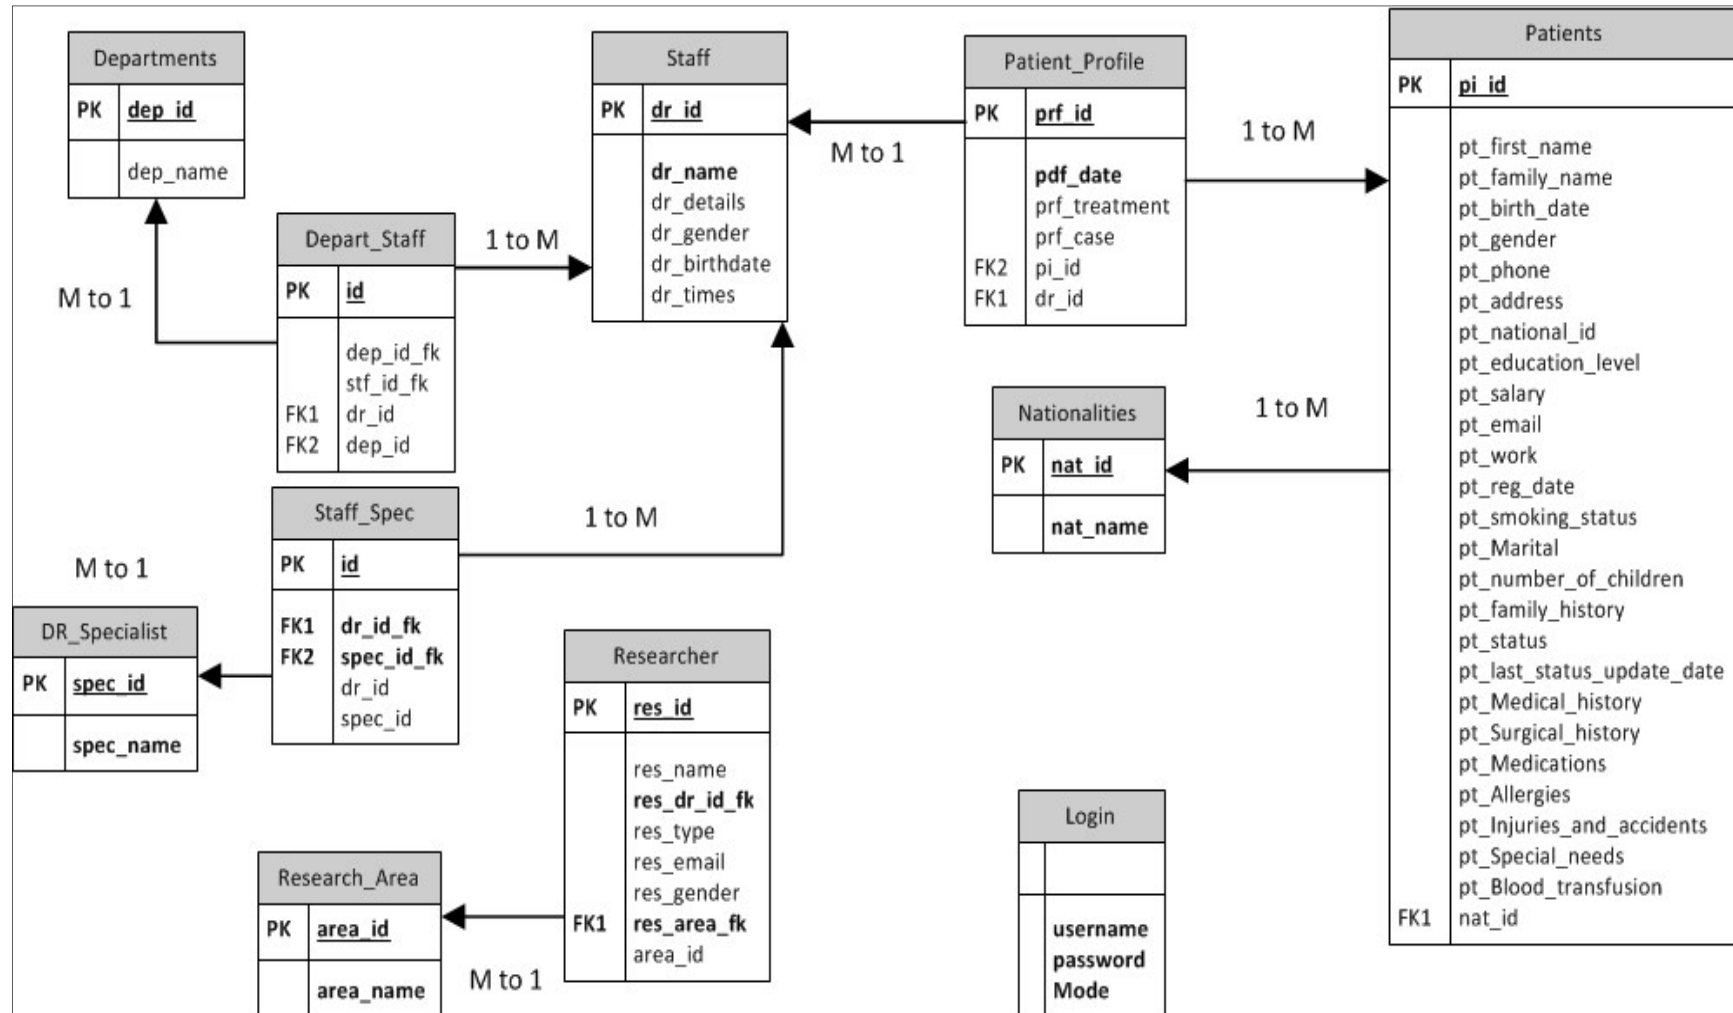 Departments
PK dep_id
dep_name
Staff
PK dr_id
dr_name
dr_details
dr_gender
dr_birthdate
dr_times
Patient_Profile
PK prf_id
pdf_date
prf_treatment
prf_case
FK2 pi_id
FK1 dr_id
Patients
PK pi_id
pt_first_name
pt_family_name
pt_birth_date
pt_gender
pt_phone
pt_address
pt_national_id
pt_education_level
pt_salary
pt_email
pt_work
pt_reg_date
pt_smoking_status
pt_Marital
pt_number_of_children
pt_family_history
pt_status
pt_last_status_update_date
pt_Medical_history
pt_Surgical_history
pt_Medications
pt_Allergies
pt_Injuries_and_accidents
pt_Special_needs
pt_Blood_transfusion
FK1 nat_id
M to 1
1 to M
M to 1
1 to M
Depart_Staff
PK id
dep_id_fk
stf_id_fk
FK1 dr_id
FK2 dep_id
Nationalities
PK nat_id
nat_name
1 to M
Staff_Spec
PK id
FK1 dr_id_fk
FK2 spec_id_fk
dr_id
spec_id
1 to M
M to 1
DR_Specialist
PK spec_id
spec_name
Researcher
PK res_id
res_name
res_dr_id_fk
res_type
res_email
res_gender
FK1 res_area_fk
area_id
Research_Area
PK area_id
area_name
M to 1
Login
username
password
Mode